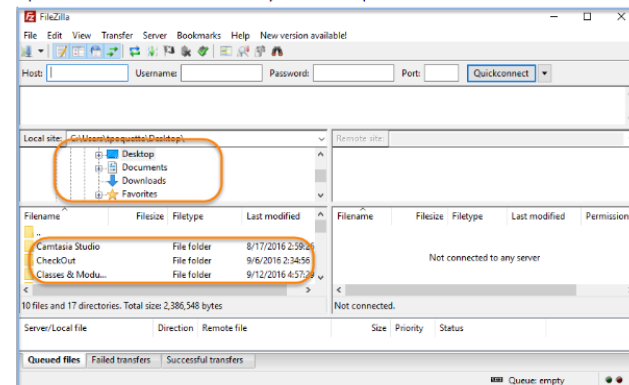 FileZilla
File Edit View Transfer Server Bookmarks Help New version available!
Host: Username: Password: Port: Quickconnect
Local site: C:\Users\tpaquette\Desktop\ Remote site:
Desktop
Documents
Downloads
Favorites
Filename Filesize Filetype Last modified Filename Filesize Filetype Last modified Permission
..
Camtasia Studio File folder 8/17/2016 2:59:26
CheckOut File folder 9/6/2016 2:34:56
Classes & Modu... File folder 9/12/2016 4:57:29
Not connected to any server
10 files and 17 directories. Total size: 2,386,548 bytes Not connected.
Server/Local file Direction Remote file Size Priority Status
Queued files Failed transfers Successful transfers
Queue: empty